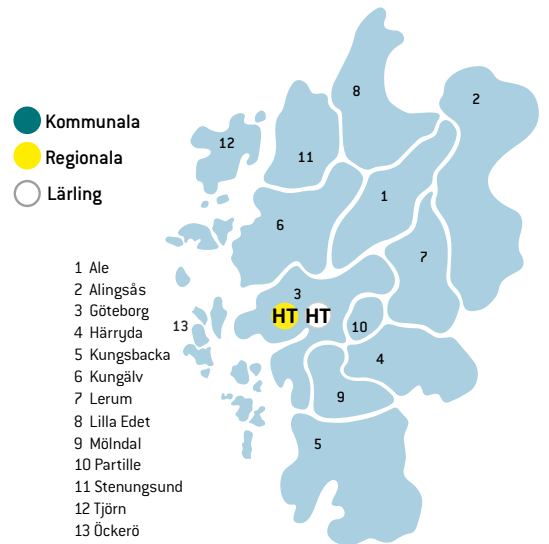 Kommunala
Regionala
Lärling
8
2
12
11
1
6
7
3
HT HT
13
10
4
9
5
1 Ale
2 Alingsås
3 Göteborg
4 Härryda
5 Kungsbacka
6 Kungälv
7 Lerum
8 Lilla Edet
9 Mölndal
10 Partille
11 Stenungsund
12 Tjörn
13 Öckerö